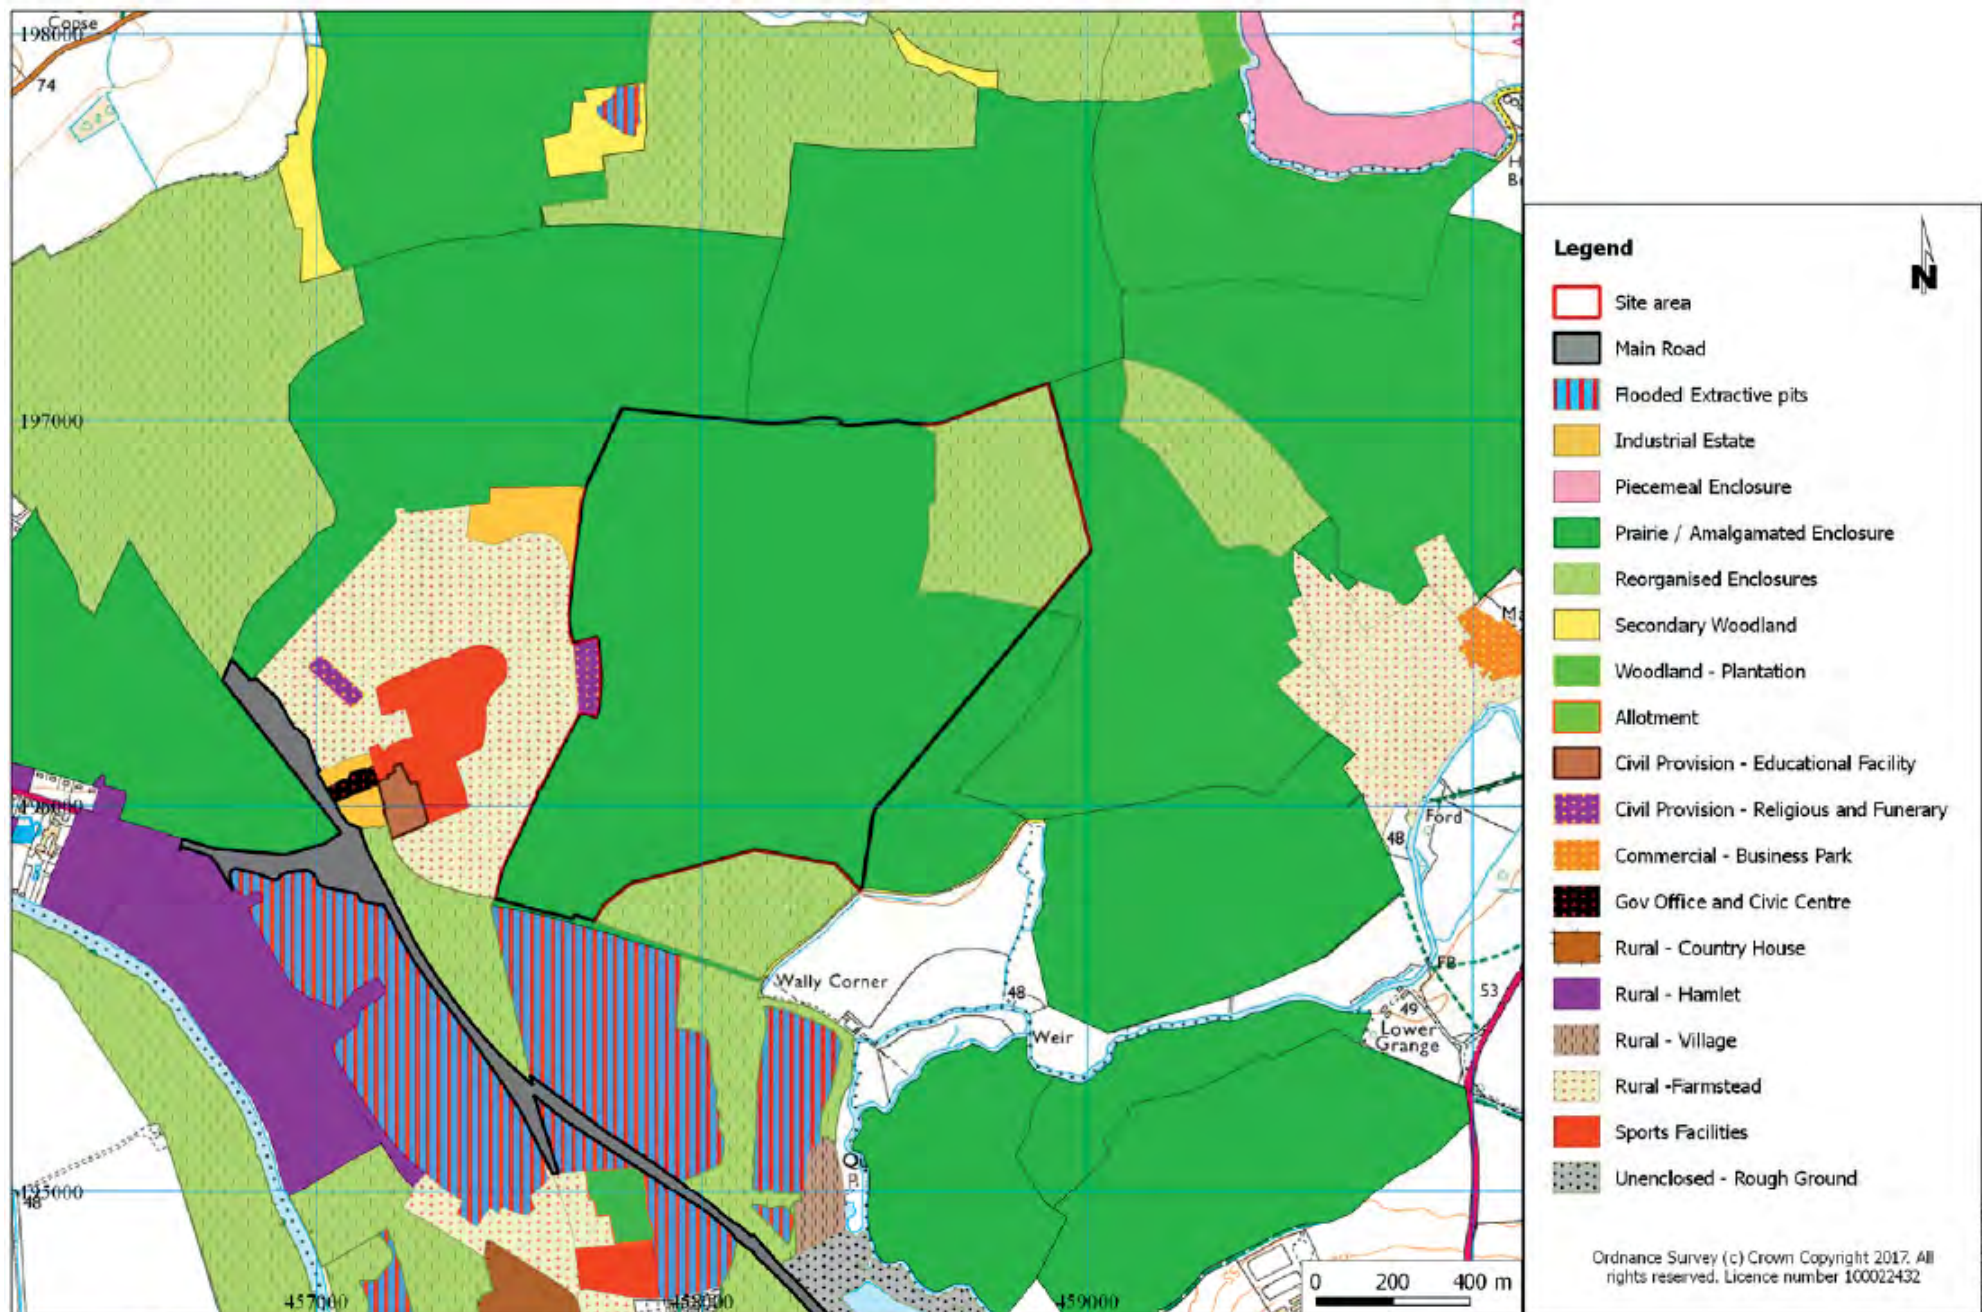 Copse
198000
74
197000
196000
Ford
48
FB
53
Wally Corner
48
49
Weir
Lower
Grange
195000
48
457000
458000
459000
0 200 400 m
Legend
N
Site area
Main Road
Flooded Extractive pits
Industrial Estate
Piecemeal Enclosure
Prairie / Amalgamated Enclosure
Reorganised Enclosures
Secondary Woodland
Woodland - Plantation
Allotment
Civil Provision - Educational Facility
Civil Provision - Religious and Funerary
Commercial - Business Park
Gov Office and Civic Centre
Rural - Country House
Rural - Hamlet
Rural - Village
Rural -Farmstead
Sports Facilities
Unenclosed - Rough Ground
Ordnance Survey (c) Crown Copyright 2017. All
rights reserved. Licence number 100022432